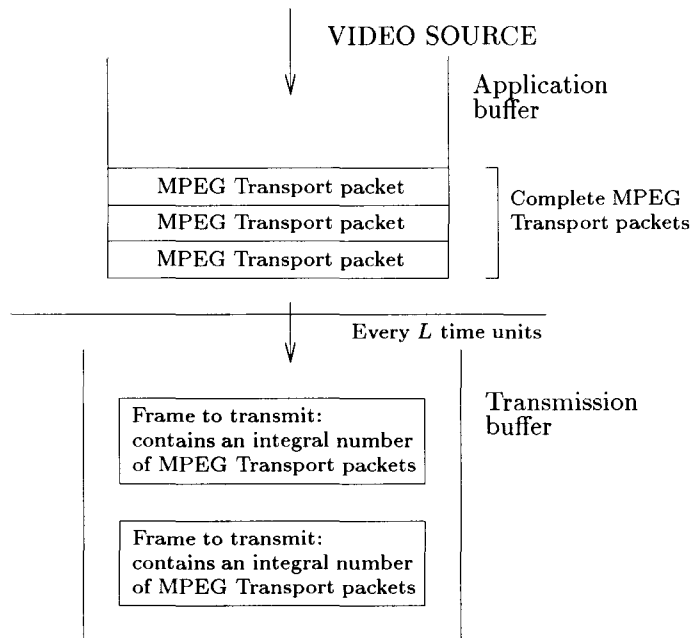 VIDEO SOURCE
Application
buffer
MPEG Transport packet
MPEG Transport packet
MPEG Transport packet
Complete MPEG
Transport packets
Every L time units
Frame to transmit:
contains an integral number
of MPEG Transport packets
Transmission
buffer
Frame to transmit:
contains an integral number
of MPEG Transport packets